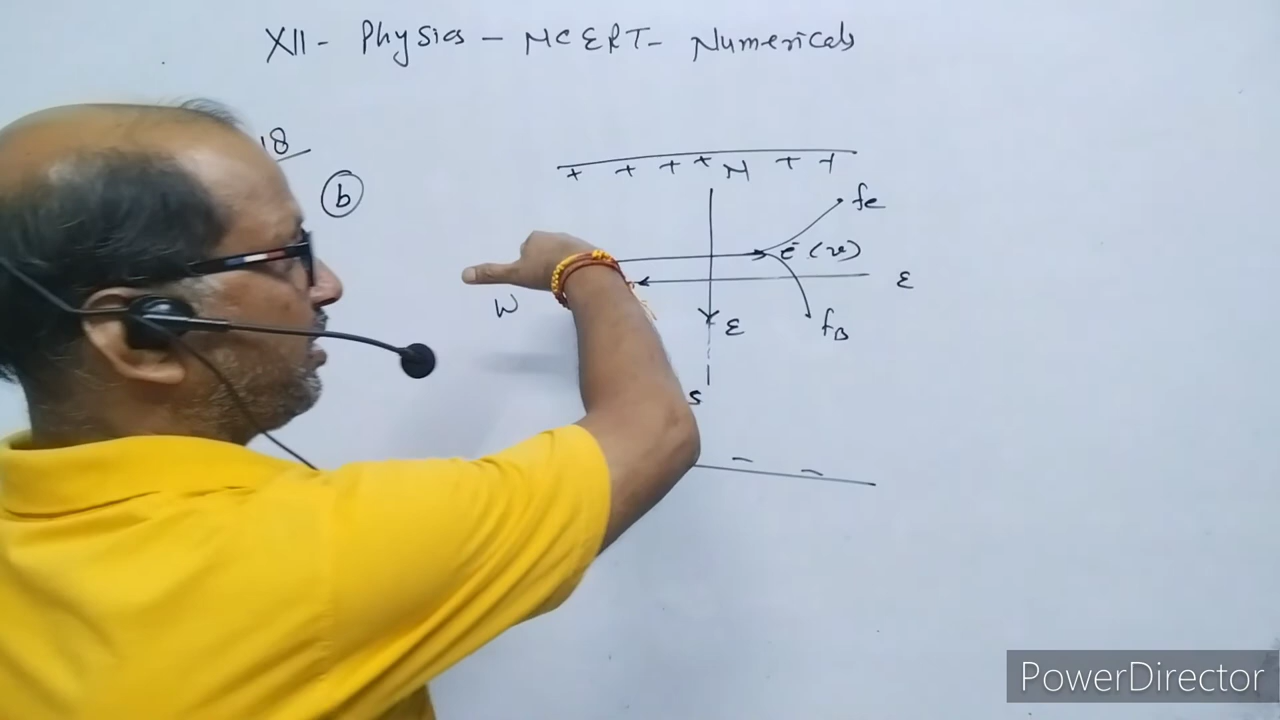 XII - Physics - NCERT - Numericals
18
(b)
+ + + + N + +
fe
e⁻ (v)
E
W
E
fB
S
- -
PowerDirector